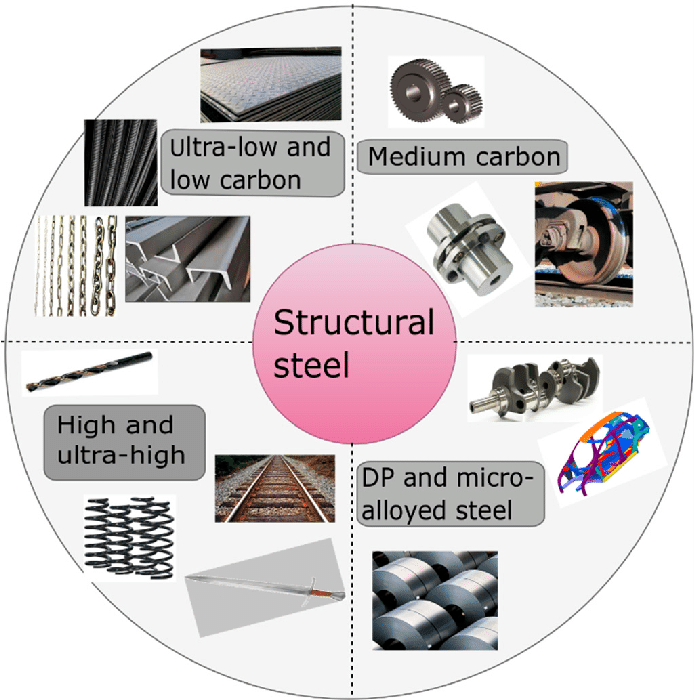 Ultra-low and
low carbon
Medium carbon
Structural
steel
High and
ultra-high
DP and micro-
alloyed steel